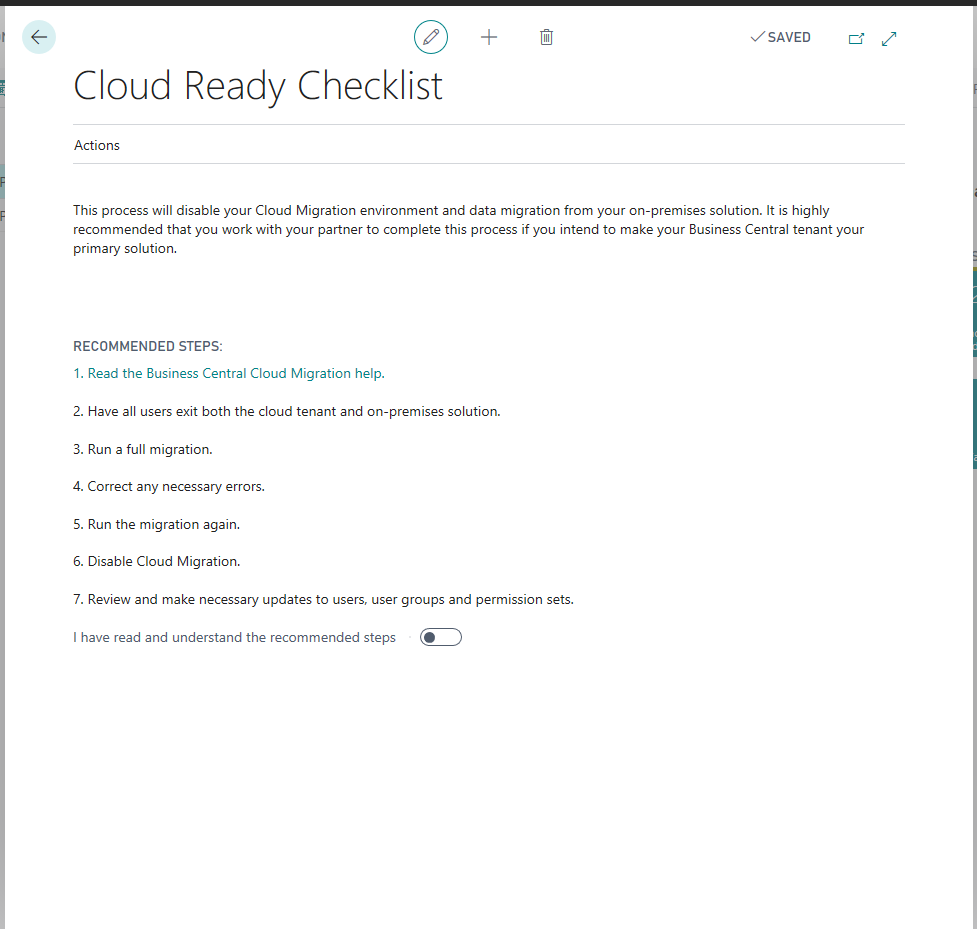 SAVED
Cloud Ready Checklist
Actions
This process will disable your Cloud Migration environment and data migration from your on-premises solution. It is highly
recommended that you work with your partner to complete this process if you intend to make your Business Central tenant your
primary solution.
RECOMMENDED STEPS:
1. Read the Business Central Cloud Migration help.
2. Have all users exit both the cloud tenant and on-premises solution.
3. Run a full migration.
4. Correct any necessary errors.
5. Run the migration again.
6. Disable Cloud Migration.
7. Review and make necessary updates to users, user groups and permission sets.
I have read and understand the recommended steps